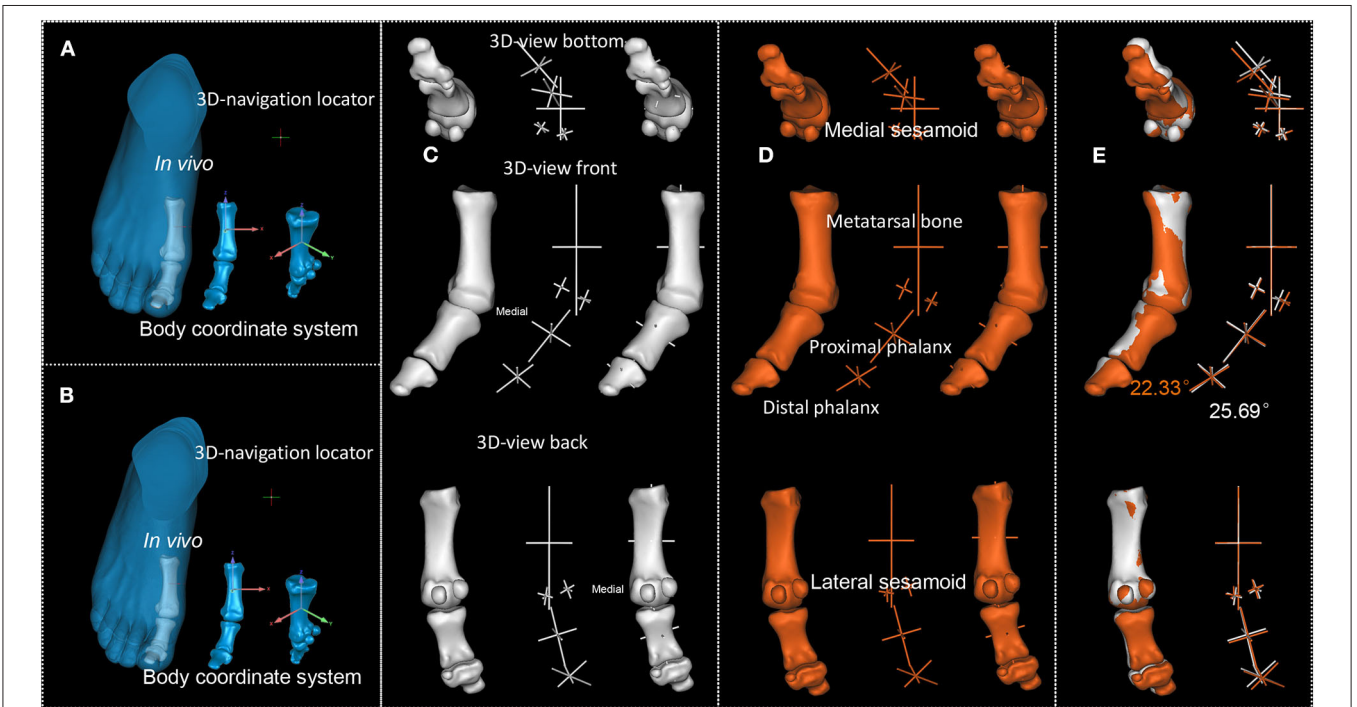 A
3D-navigation locator
In vivo
Body coordinate system
B
3D-navigation locator
In vivo
Body coordinate system
3D-view bottom
C
3D-view front
Medial
3D-view back
Medial
Medial sesamoid
D
Metatarsal bone
Proximal phalanx
Distal phalanx
Lateral sesamoid
E
22.33°
25.69°